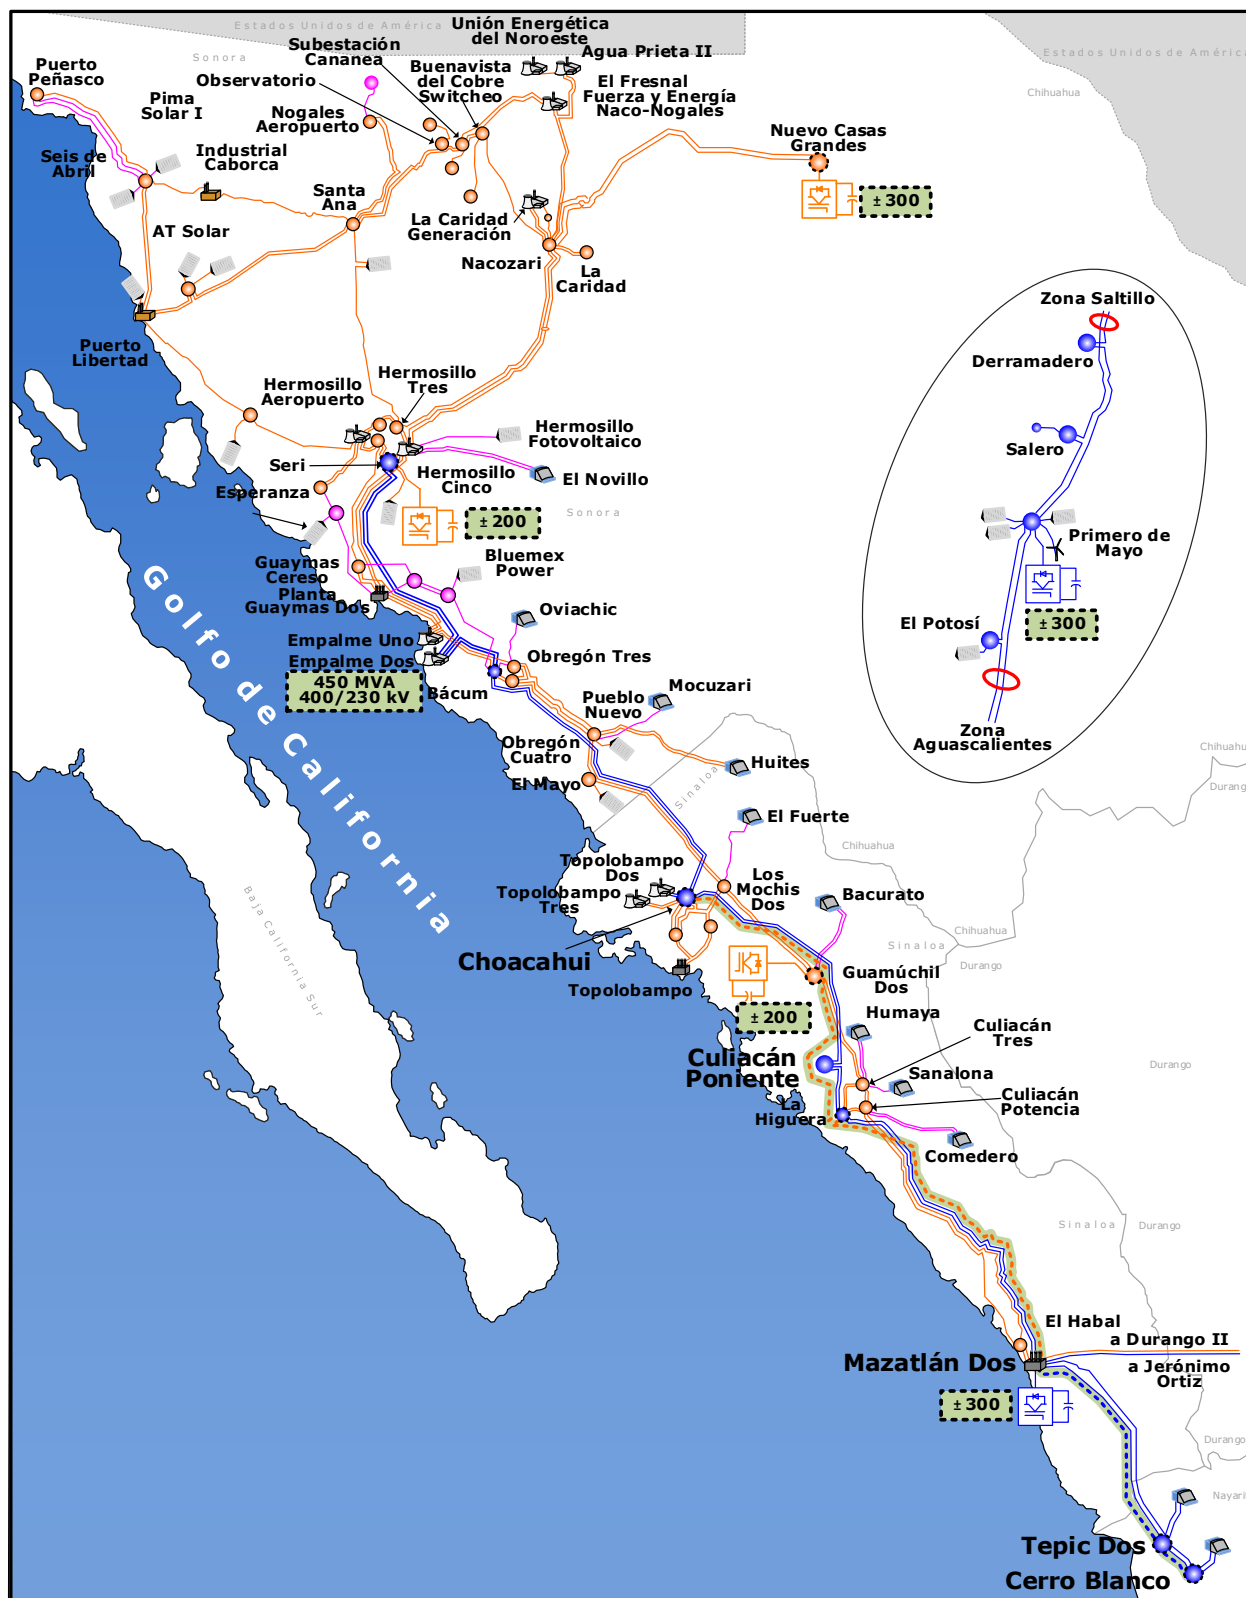 Estados Unidos de América
Unión Energética
del Noroeste
Estados Unidos de América
Sonora
Subestación
Cananea
Agua Prieta II
Puerto
Peñasco
Observatorio
Buenavista
del Cobre
Switcheo
El Fresnal
Fuerza y Energía
Naco-Nogales
Chihuahua
Pima
Solar I
Nogales
Aeropuerto
Nuevo Casas
Grandes
Seis de
Abril
Industrial
Caborca
± 300
Santa
Ana
La Caridad
Generación
AT Solar
Nacozari
La
Caridad
Zona Saltillo
Derramadero
Puerto
Libertad
Hermosillo
Aeropuerto
Hermosillo
Tres
Hermosillo
Fotovoltaico
Salero
Seri
Hermosillo
Cinco
El Novillo
Esperanza
± 200
Sonora
Primero de
Mayo
Guaymas
Cereso
Planta
Guaymas Dos
Bluemex
Power
Oviachic
El Potosí
± 300
Empalme Uno
Empalme Dos
Obregón Tres
450 MVA
400/230 kV
Bácum
Mocuzari
Pueblo
Nuevo
Zona
Aguascalientes
Golfo de California
Obregón
Cuatro
El Mayo
Huites
Sinaloa
Chihuahua
Durango
El Fuerte
Chihuahua
Topolobampo
Dos
Topolobampo
Tres
Los
Mochis
Dos
Bacurato
Baja California Sur
Chihuahua
Sinaloa
Durango
Choacahui
Guamúchil
Dos
Topolobampo
± 200
Humaya
Culiacán
Tres
Culiacán
Poniente
Sanalona
Durango
La
Higuera
Culiacán
Potencia
Comedero
Sinaloa
Durango
El Habal
a Durango II
Mazatlán Dos
a Jerónimo
Ortiz
± 300
Durango
Nayarit
Tepic Dos
Cerro Blanco